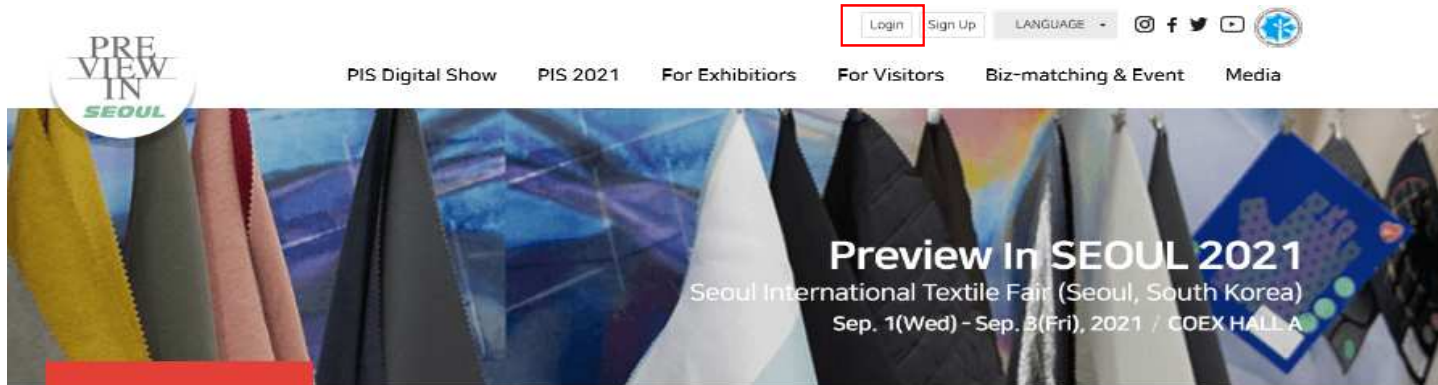 Login Sign Up LANGUAGE
PRE
VIEW
IN
SEOUL
PIS Digital Show PIS 2021 For Exhibitiors For Visitors Biz-matching & Event Media
Preview In SEOUL 2021
Seoul International Textile Fair (Seoul, South Korea)
Sep. 1(Wed) - Sep. 3(Fri), 2021 / COEX HALL A